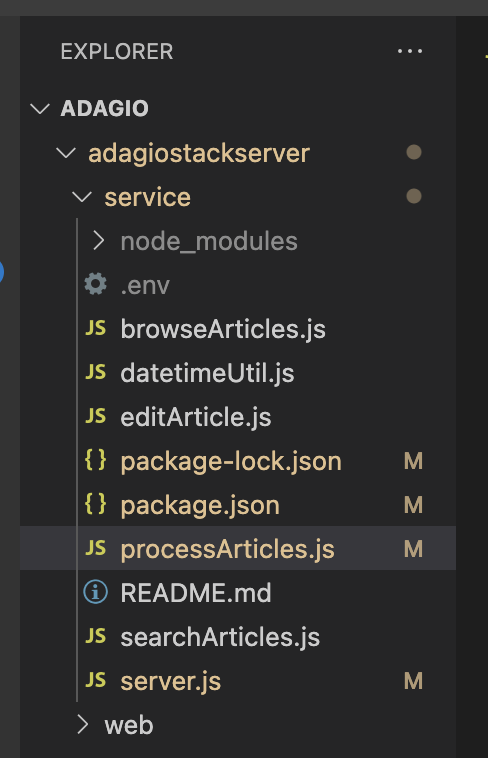 EXPLORER ...
ADAGIO
adagiostackserver
service
node_modules
.env
JS browseArticles.js
JS datetimeUtil.js
JS editArticle.js
{} package-lock.json M
{} package.json M
JS processArticles.js M
README.md
JS searchArticles.js
JS server.js M
web